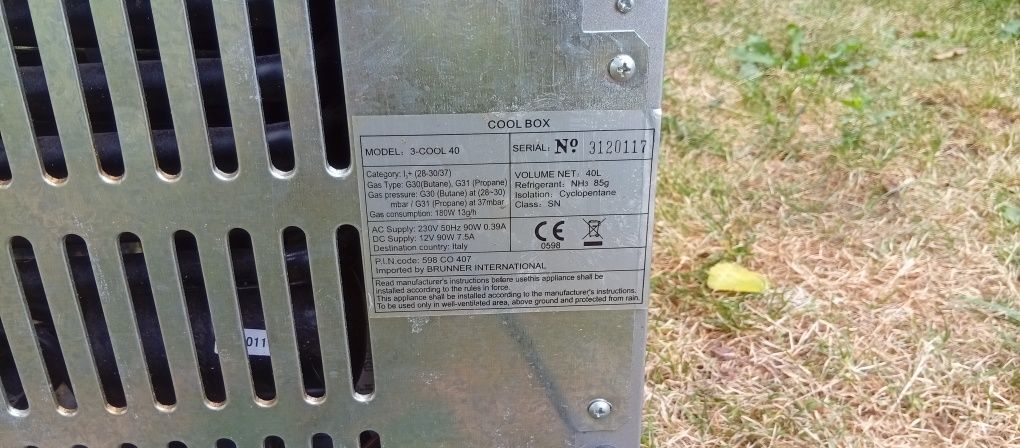 COOL BOX
MODEL: 3-COOL 40
SERIAL: Nº 3120117
Category: I₃+ (28-30/37)
Gas Type: G30(Butane), G31 (Propane)
Gas pressure: G30 (Butane) at (28~30)
mbar / G31 (Propane) at 37mbar
Gas consumption: 180W 13g/h
VOLUME NET: 40L
Refrigerant: NH₃ 85g
Isolation: Cyclopentane
Class: SN
AC Supply: 230V 50Hz 90W 0.39A
DC Supply: 12V 90W 7.5A
Destination country: Italy
CE
0598
P.I.N.code: 598 CO 407
Imported by BRUNNER INTERNATIONAL
Read manufacturer's instructions before usethis appliance shall be
installed according to the rules in force.
This appliance shall be installed according to the manufacturer's instructions.
To be used only in well-ventilated area, above ground and protected from rain.
011